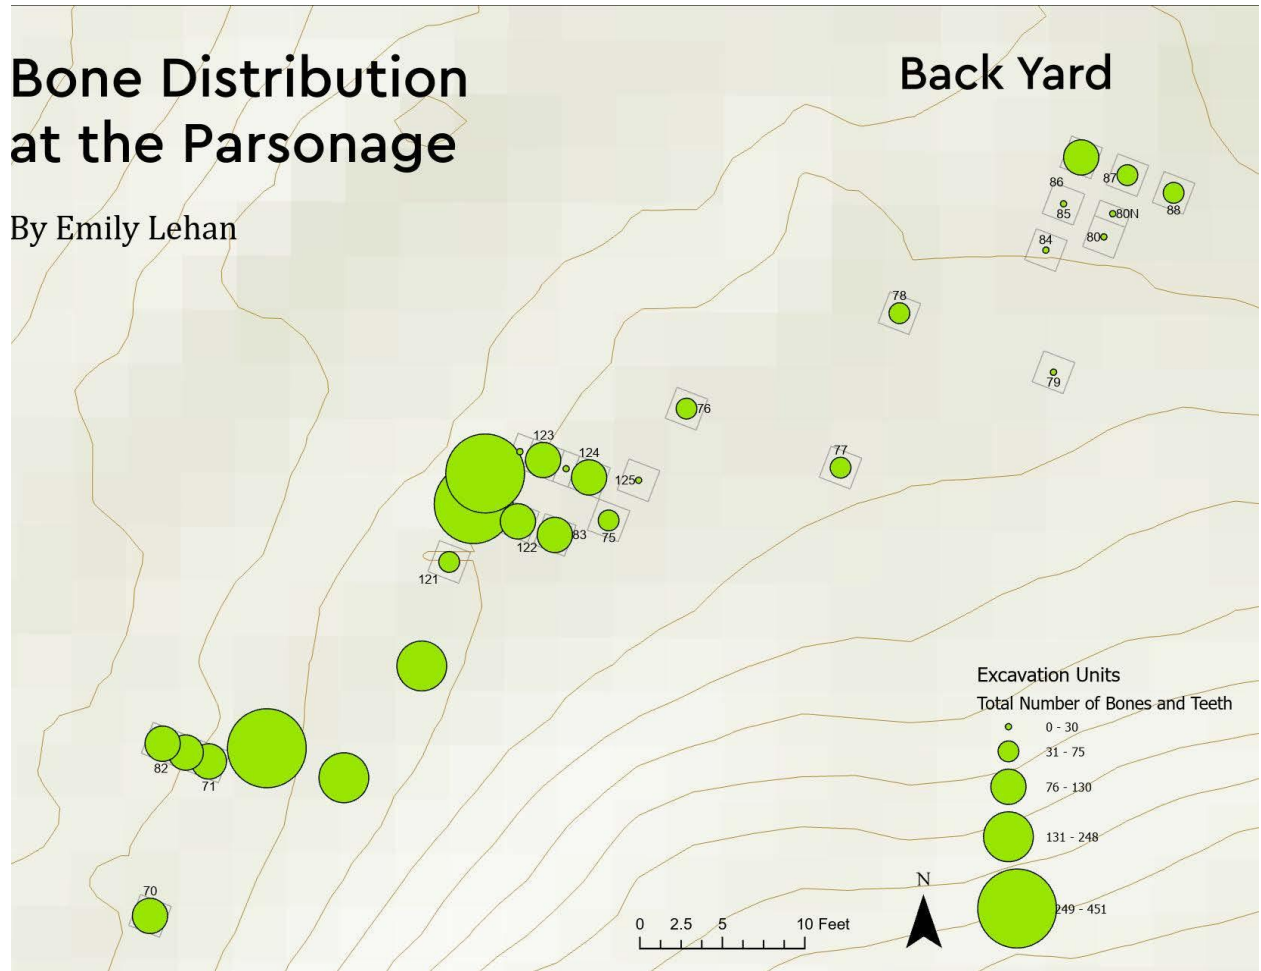 Bone Distribution
at the Parsonage
By Emily Lehan
Back Yard
86
87
88
85
80N
80
84
78
79
76
77
123
124
125
83
75
122
121
82
71
70
Excavation Units
Total Number of Bones and Teeth
0 - 30
31 - 75
76 - 130
131 - 248
249 - 451
N
0 2.5 5 10 Feet